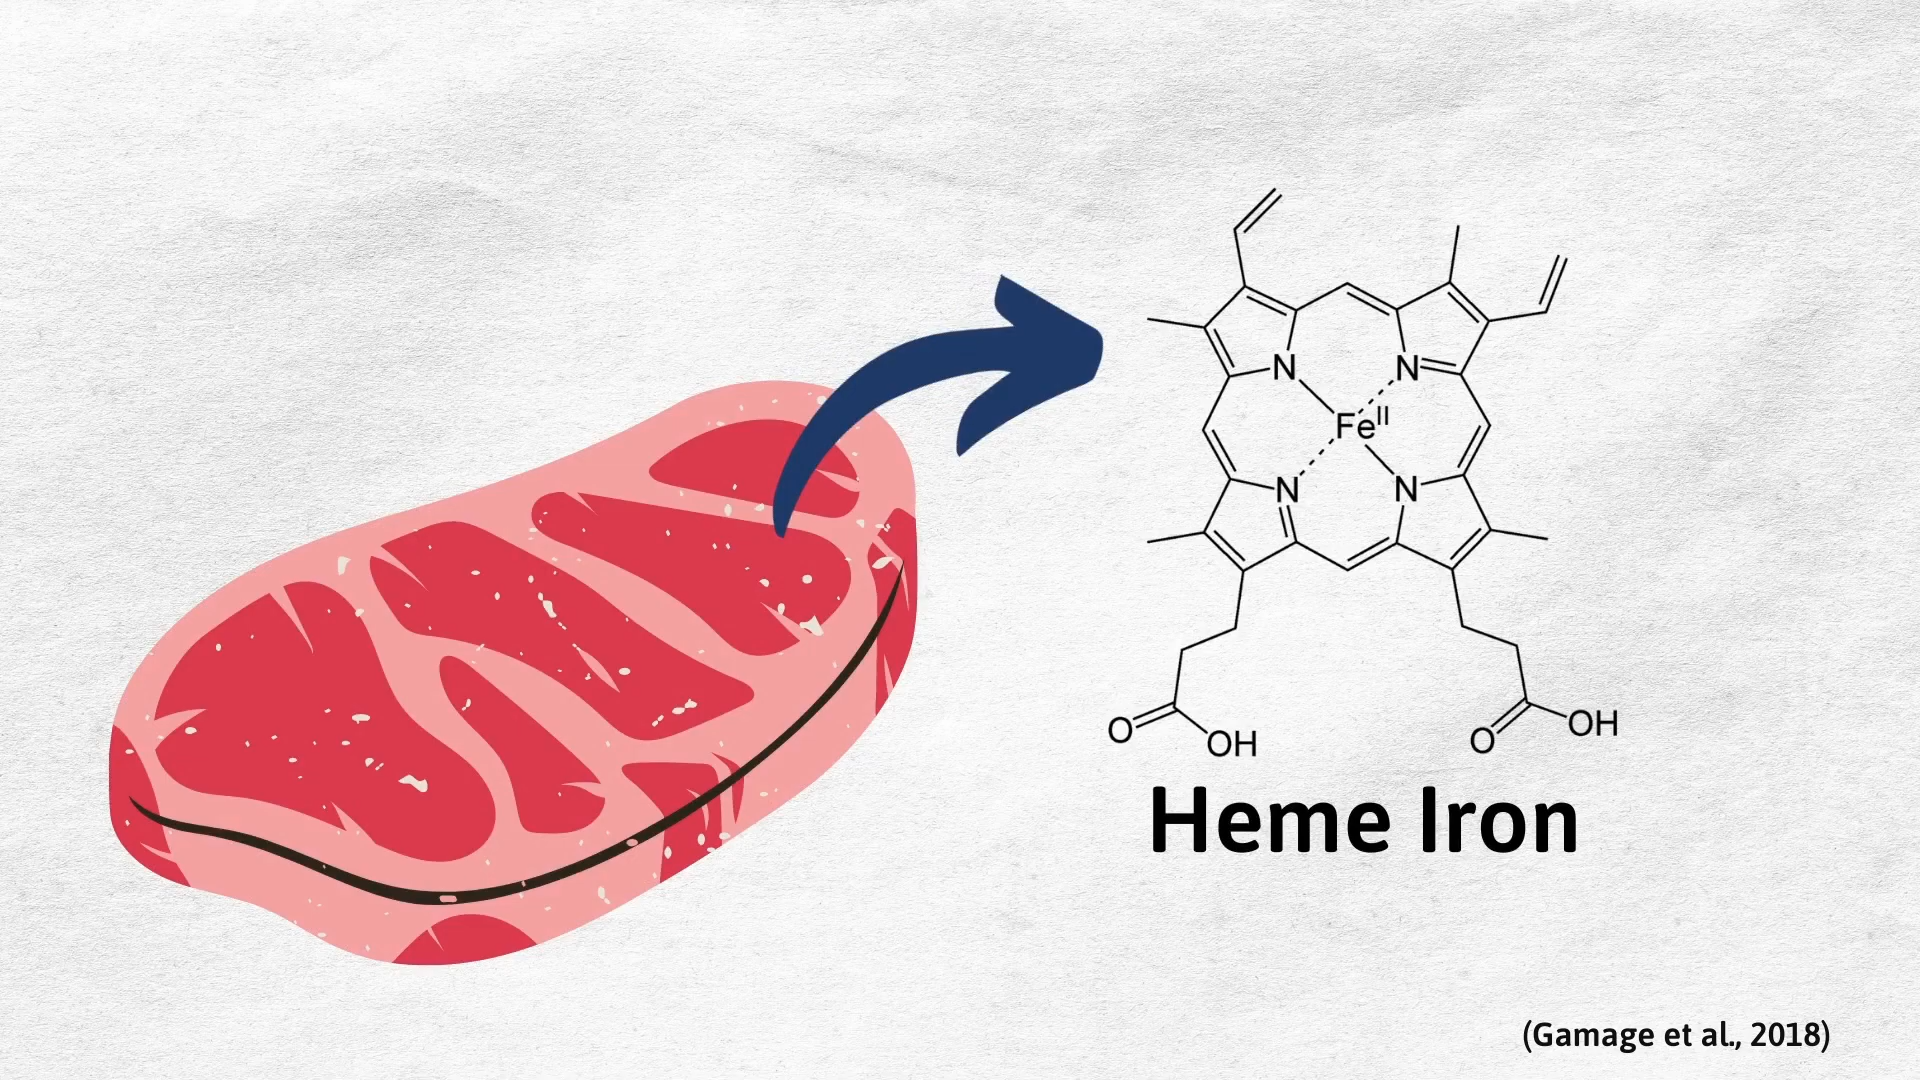 N
N
Fe^II
N
N
O
OH
O
OH
Heme Iron
(Gamage et al., 2018)